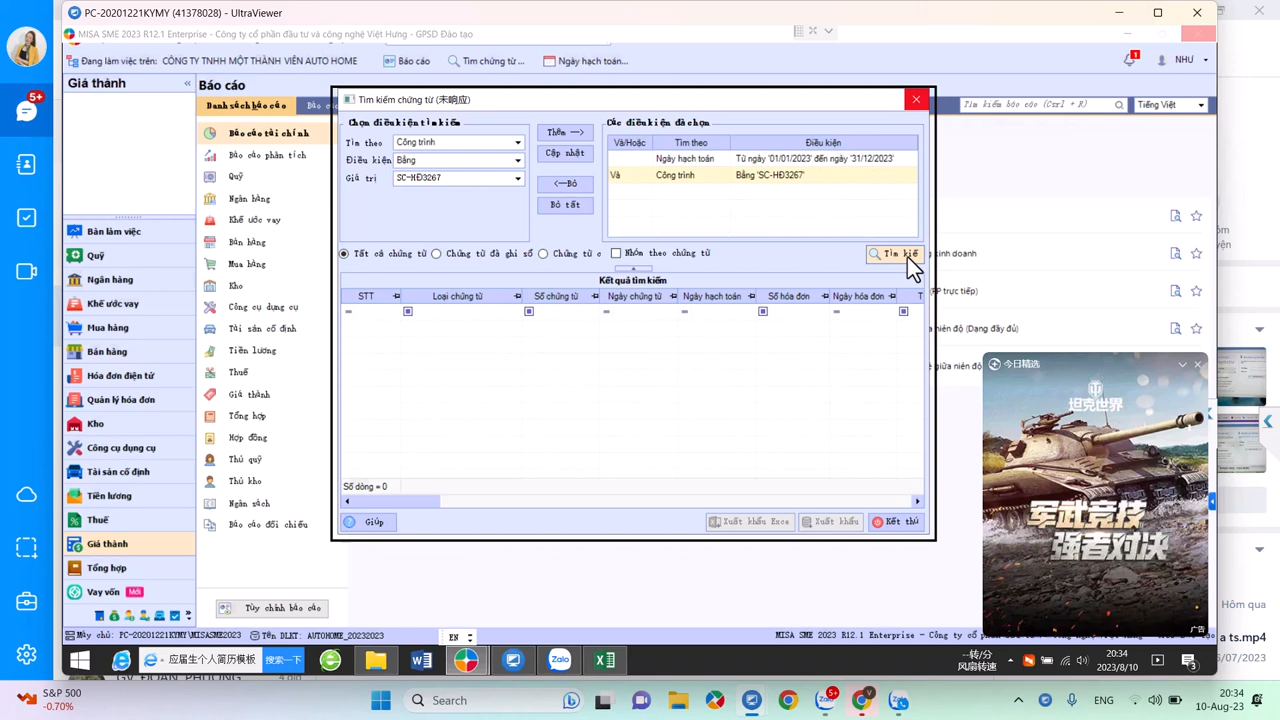 PC-20201221KYMY (41378028) - UltraViewer
MISA SME 2023 R12.1 Enterprise - Công ty cổ phần đầu tư và công nghệ Việt Hưng - GPSD Đào tạo
Đang làm việc trên: CÔNG TY TNHH MỘT THÀNH VIÊN AUTO HOME
Báo cáo
Tìm chứng từ ...
Ngày hạch toán...
1
NHƯ
Giá thành
Báo cáo
Danh sách báo cáo
Báo cá
Tìm kiếm báo cáo (Ctrl + R)
Tiếng Việt
5+
Bàn làm việc
Quỹ
Ngân hàng
Khế ước vay
Mua hàng
Bán hàng
Hóa đơn điện tử
Quản lý hóa đơn
Kho
Công cụ dụng cụ
Tài sản cố định
Tiền lương
Thuế
Giá thành
Tổng hợp
Vay vốn Mới
Báo cáo tài chính
Báo cáo phân tích
Quỹ
Ngân hàng
Khế ước vay
Bán hàng
Mua hàng
Kho
Công cụ dụng cụ
Tài sản cố định
Tiền lương
Thuế
Giá thành
Tổng hợp
Hợp đồng
Thủ quỹ
Thủ kho
Ngân sách
Báo cáo đối chiếu
Tùy chỉnh báo cáo
Tìm kiếm chứng từ (未响应)
Chọn điều kiện tìm kiếm
Tìm theo Công trình
Điều kiện Bằng
Giá trị SC-HĐ3267
Thêm —>
Cập nhật
<—Bỏ
Bỏ tất
Các điều kiện đã chọn
Và/Hoặc Tìm theo Điều kiện
Ngày hạch toán Từ ngày '01/01/2023' đến ngày '31/12/2023'
Và Công trình Bằng 'SC-HĐ3267'
Tất cả chứng từ Chứng từ đã ghi sổ Chứng từ c Nhóm theo chứng từ
Tìm kiế
Kết quả tìm kiếm
STT Loại chứng từ Số chứng từ Ngày chứng từ Ngày hạch toán Số hóa đơn Ngày hóa đơn T
Số dòng = 0
Giúp
Xuất khẩu Exce
Xuất khẩu
Kết thú
g kinh doanh
PP trực tiếp)
a niên độ (Dạng đầy đủ)
ê giữa niên đ
今日精选
坦克世界
军武竞技
强者对决
广告
Hôm qua
a ts.mp4
/07/2023
Máy chủ: PC-20201221KYMY\MISASME2023
Tên DLKT: AUTOHOME_20232023
EN
MISA SME 2023 R12.1 Enterprise - Công ty c
应届生个人简历模板
搜索一下
Zalo
--转/分
风扇转速
20:34
2023/8/10
3
S&P 500
-0.70%
Search
5+
ENG
20:34
10-Aug-23